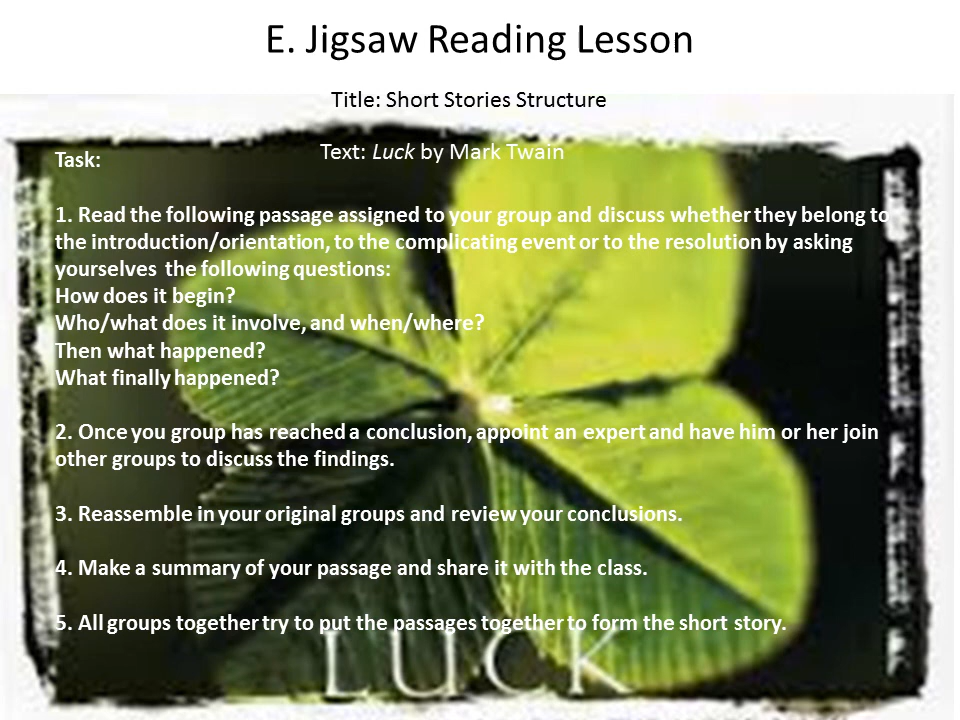 E. Jigsaw Reading Lesson
Title: Short Stories Structure
Text: Luck by Mark Twain
Task:
1. Read the following passage assigned to your group and discuss whether they belong to
the introduction/orientation, to the complicating event or to the resolution by asking
yourselves the following questions:
How does it begin?
Who/what does it involve, and when/where?
Then what happened?
What finally happened?
2. Once you group has reached a conclusion, appoint an expert and have him or her join
other groups to discuss the findings.
3. Reassemble in your original groups and review your conclusions.
4. Make a summary of your passage and share it with the class.
5. All groups together try to put the passages together to form the short story.
LUCK